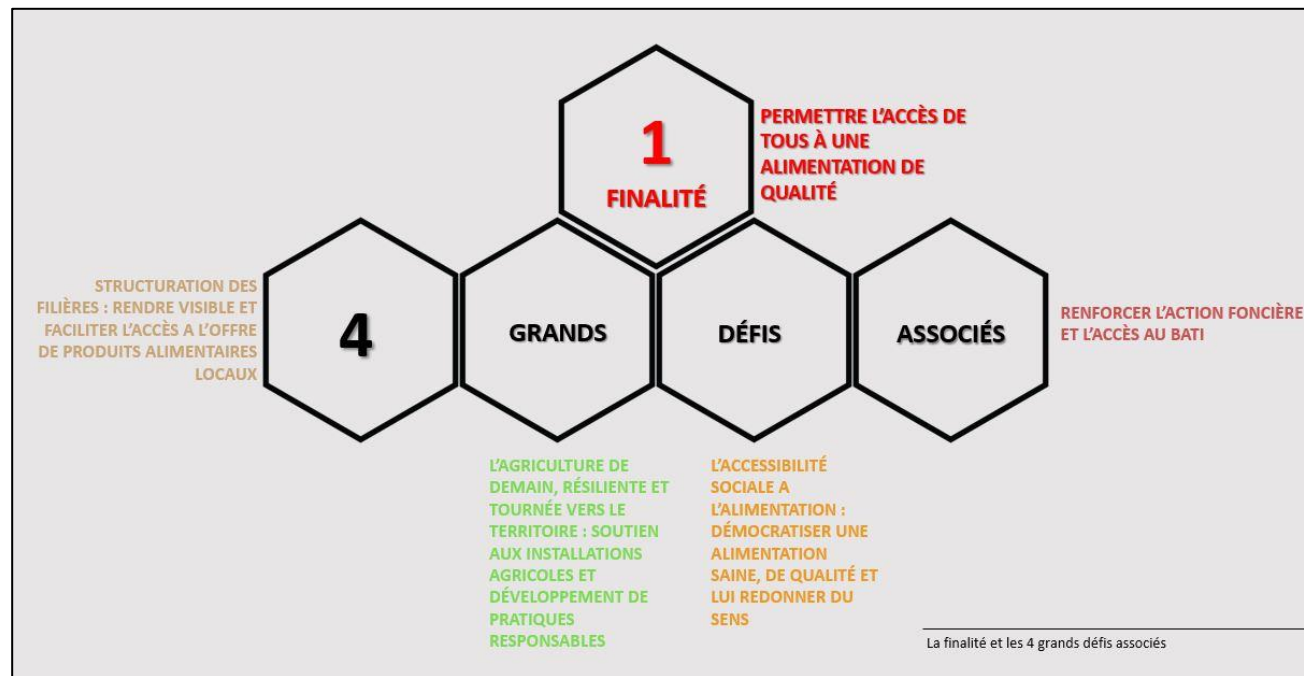 1
FINALITÉ
PERMETTRE L'ACCÈS DE
TOUS À UNE
ALIMENTATION DE
QUALITÉ
STRUCTURATION DES
FILIÈRES : RENDRE VISIBLE ET
FACILITER L'ACCÈS A L'OFFRE
DE PRODUITS ALIMENTAIRES
LOCAUX
4
GRANDS
DÉFIS
ASSOCIÉS
RENFORCER L'ACTION FONCIÈRE
ET L'ACCÈS AU BATI
L'AGRICULTURE DE
DEMAIN, RÉSILIENTE ET
TOURNÉE VERS LE
TERRITOIRE : SOUTIEN
AUX INSTALLATIONS
AGRICOLES ET
DÉVELOPPEMENT DE
PRATIQUES
RESPONSABLES
L'ACCESSIBILITÉ
SOCIALE A
L'ALIMENTATION :
DÉMOCRATISER UNE
ALIMENTATION
SAINE, DE QUALITÉ ET
LUI REDONNER DU
SENS
La finalité et les 4 grands défis associés